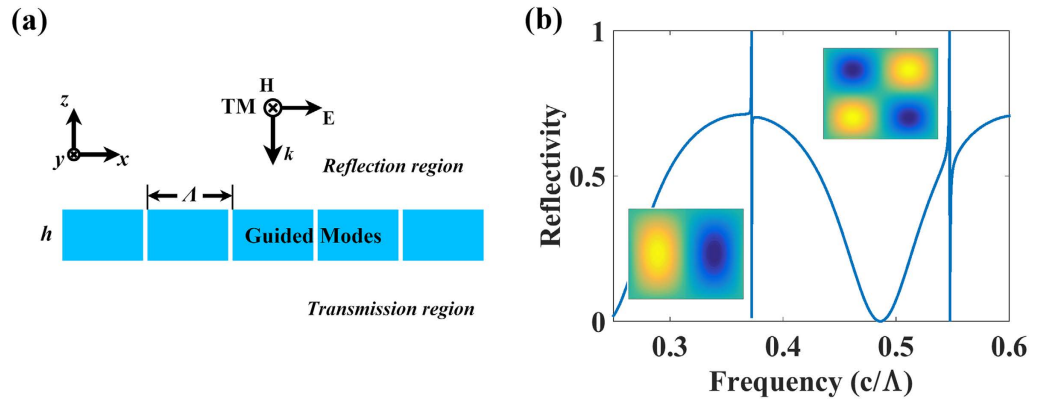 (a)
z
y
x
H
TM
E
k
Reflection region
Λ
h
Guided Modes
Transmission region
(b)
Reflectivity
1
0.5
0
0.3
0.4
0.5
0.6
Frequency (c/Λ)